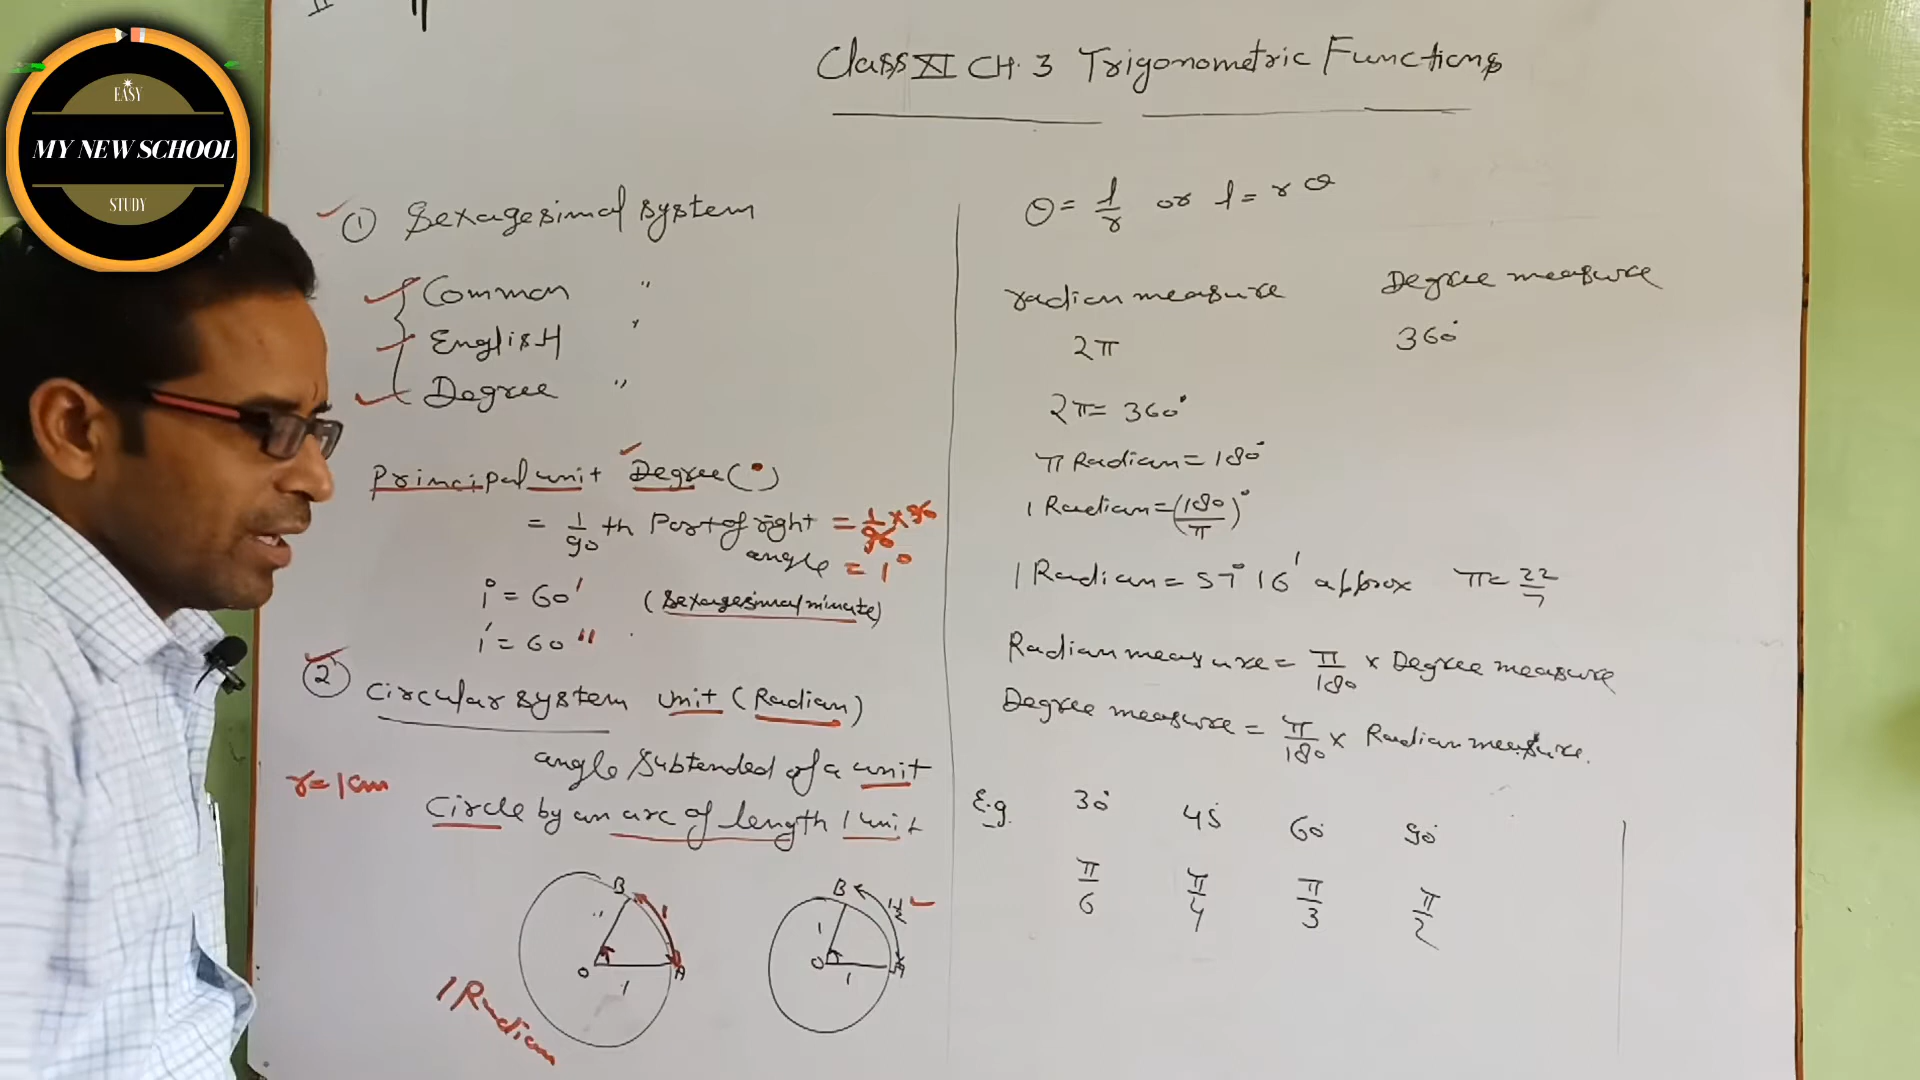 EASY
MY NEW SCHOOL
STUDY
Class XI CH. 3 Trigonometric Functions
① Sexagesimal system
Common "
English "
Degree "
Principal unit Degree (°)
= 1/90 th Part of right angle = 1/90 × 90
= 1°
1° = 60' (Sexagesimal minute)
1' = 60"
② Circular system unit (Radian)
angle subtended of a unit
r = 1cm
Circle by an arc of length 1 unit
B 1 A O 1
1 Radian
B 1 O 1 A
θ = l/r or l = r θ
radian measure Degree measure
2π 360°
2π = 360°
π Radian = 180°
1 Radian = (180/π)°
1 Radian = 57° 16' approx π = 22/7
Radian measure = π/180 × Degree measure
Degree measure = π/180 × Radian measure.
E.g. 30° 45° 60° 90°
π/6 π/4 π/3 π/2